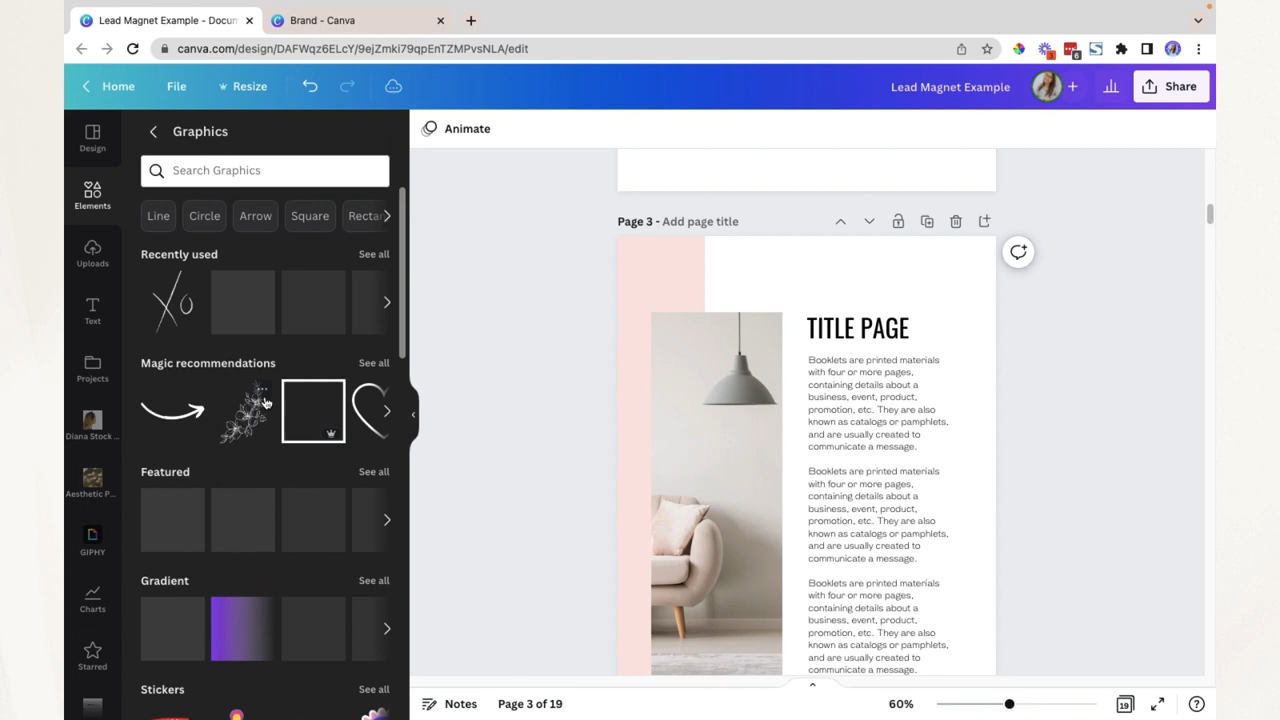 Lead Magnet Example - Docun
Brand - Canva
canva.com/design/DAFWqz6ELcY/9ejZmki79qpEnTZMPvsNLA/edit
Home
File
Resize
Lead Magnet Example
Share
Design
Elements
Uploads
Text
Projects
Diana Stock ...
Aesthetic P...
GIPHY
Charts
Starred
Graphics
Search Graphics
Line
Circle
Arrow
Square
Rectar
Recently used
See all
XO
Magic recommendations
See all
Featured
See all
Gradient
See all
Stickers
See all
Animate
Page 3 - Add page title
TITLE PAGE
Booklets are printed materials
with four or more pages,
containing details about a
business, event, product,
promotion, etc. They are also
known as catalogs or pamphlets,
and are usually created to
communicate a message.
Booklets are printed materials
with four or more pages,
containing details about a
business, event, product,
promotion, etc. They are also
known as catalogs or pamphlets,
and are usually created to
communicate a message.
Booklets are printed materials
with four or more pages,
containing details about a
business, event, product,
promotion, etc. They are also
known as catalogs or pamphlets,
and are usually created to
communicate a message.
Notes
Page 3 of 19
60%
19